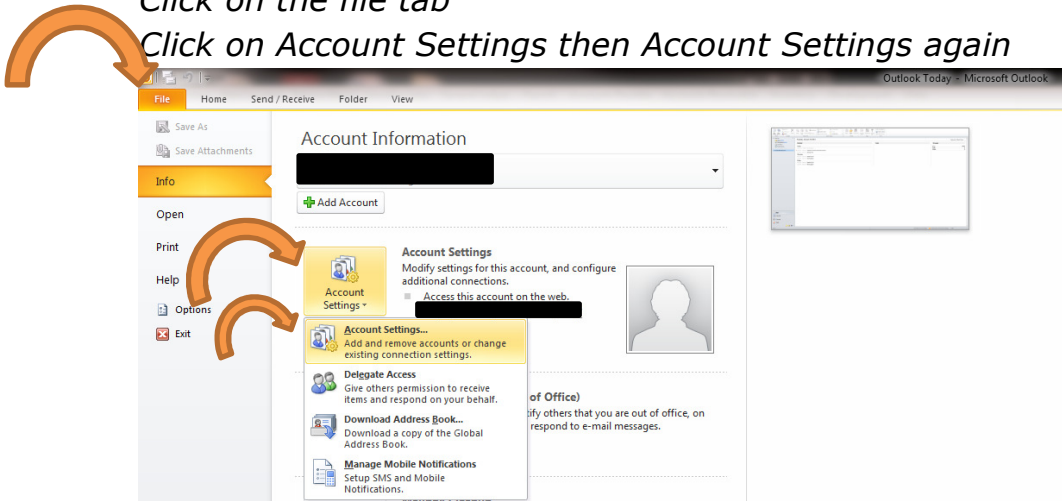 Click on the file tab
Click on Account Settings then Account Settings again
Outlook Today - Microsoft Outlook
File Home Send / Receive Folder View
Save As
Save Attachments
Info
Open
Print
Help
Options
Exit
Account Information
Add Account
Account Settings
Account Settings
Modify settings for this account, and configure
additional connections.
Access this account on the web.
Account Settings...
Add and remove accounts or change
existing connection settings.
Delegate Access
Give others permission to receive
items and respond on your behalf.
Download Address Book...
Download a copy of the Global
Address Book.
Manage Mobile Notifications
Setup SMS and Mobile
Notifications.
of Office)
tify others that you are out of office, on
respond to e-mail messages.